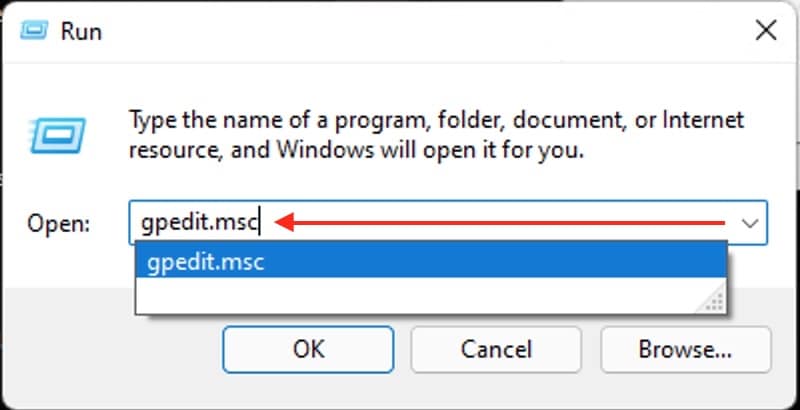 Run
Type the name of a program, folder, document, or Internet
resource, and Windows will open it for you.
Open:
gpedit.msc
gpedit.msc
OK
Cancel
Browse...